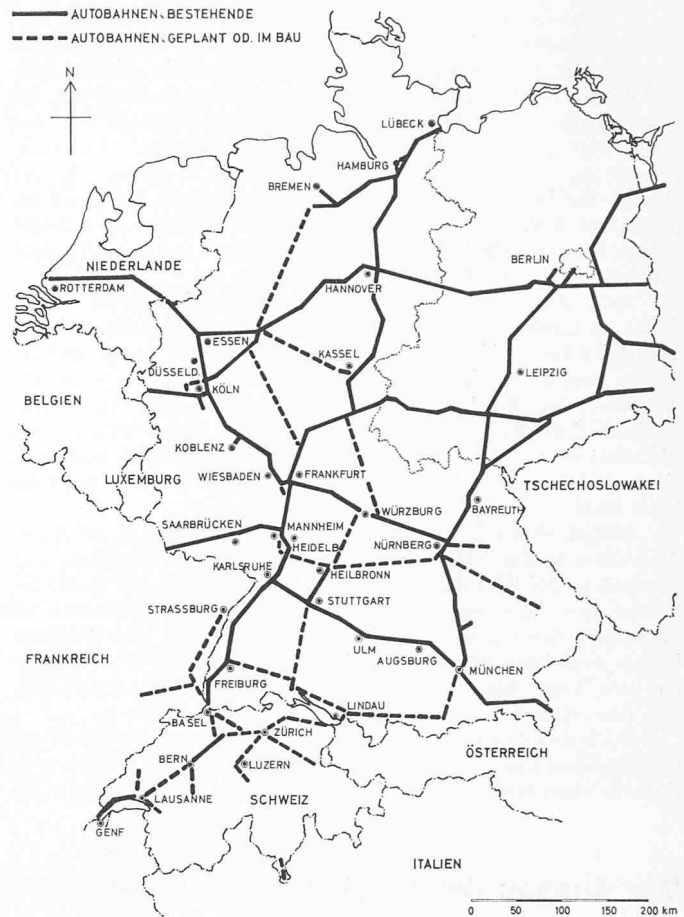 AUTOBAHNEN, BESTEHENDE
AUTOBAHNEN, GEPLANT OD. IM BAU
N
LÜBECK
HAMBURG
BREMEN
BERLIN
NIEDERLANDE
HANNOVER
ROTTERDAM
ESSEN
KASSEL
LEIPZIG
DÜSSELD.
KÖLN
BELGIEN
KOBLENZ
LUXEMBURG
WIESBADEN
FRANKFURT
TSCHECHOSLOWAKEI
BAYREUTH
WÜRZBURG
SAARBRÜCKEN
MANNHEIM
HEIDELB.
NÜRNBERG
KARLSRUHE
HEILBRONN
STRASSBURG
STUTTGART
FRANKREICH
ULM
AUGSBURG
MÜNCHEN
FREIBURG
LINDAU
BASEL
ZÜRICH
ÖSTERREICH
BERN
LUZERN
LAUSANNE
SCHWEIZ
GENF
ITALIEN
0 50 100 150 200 km